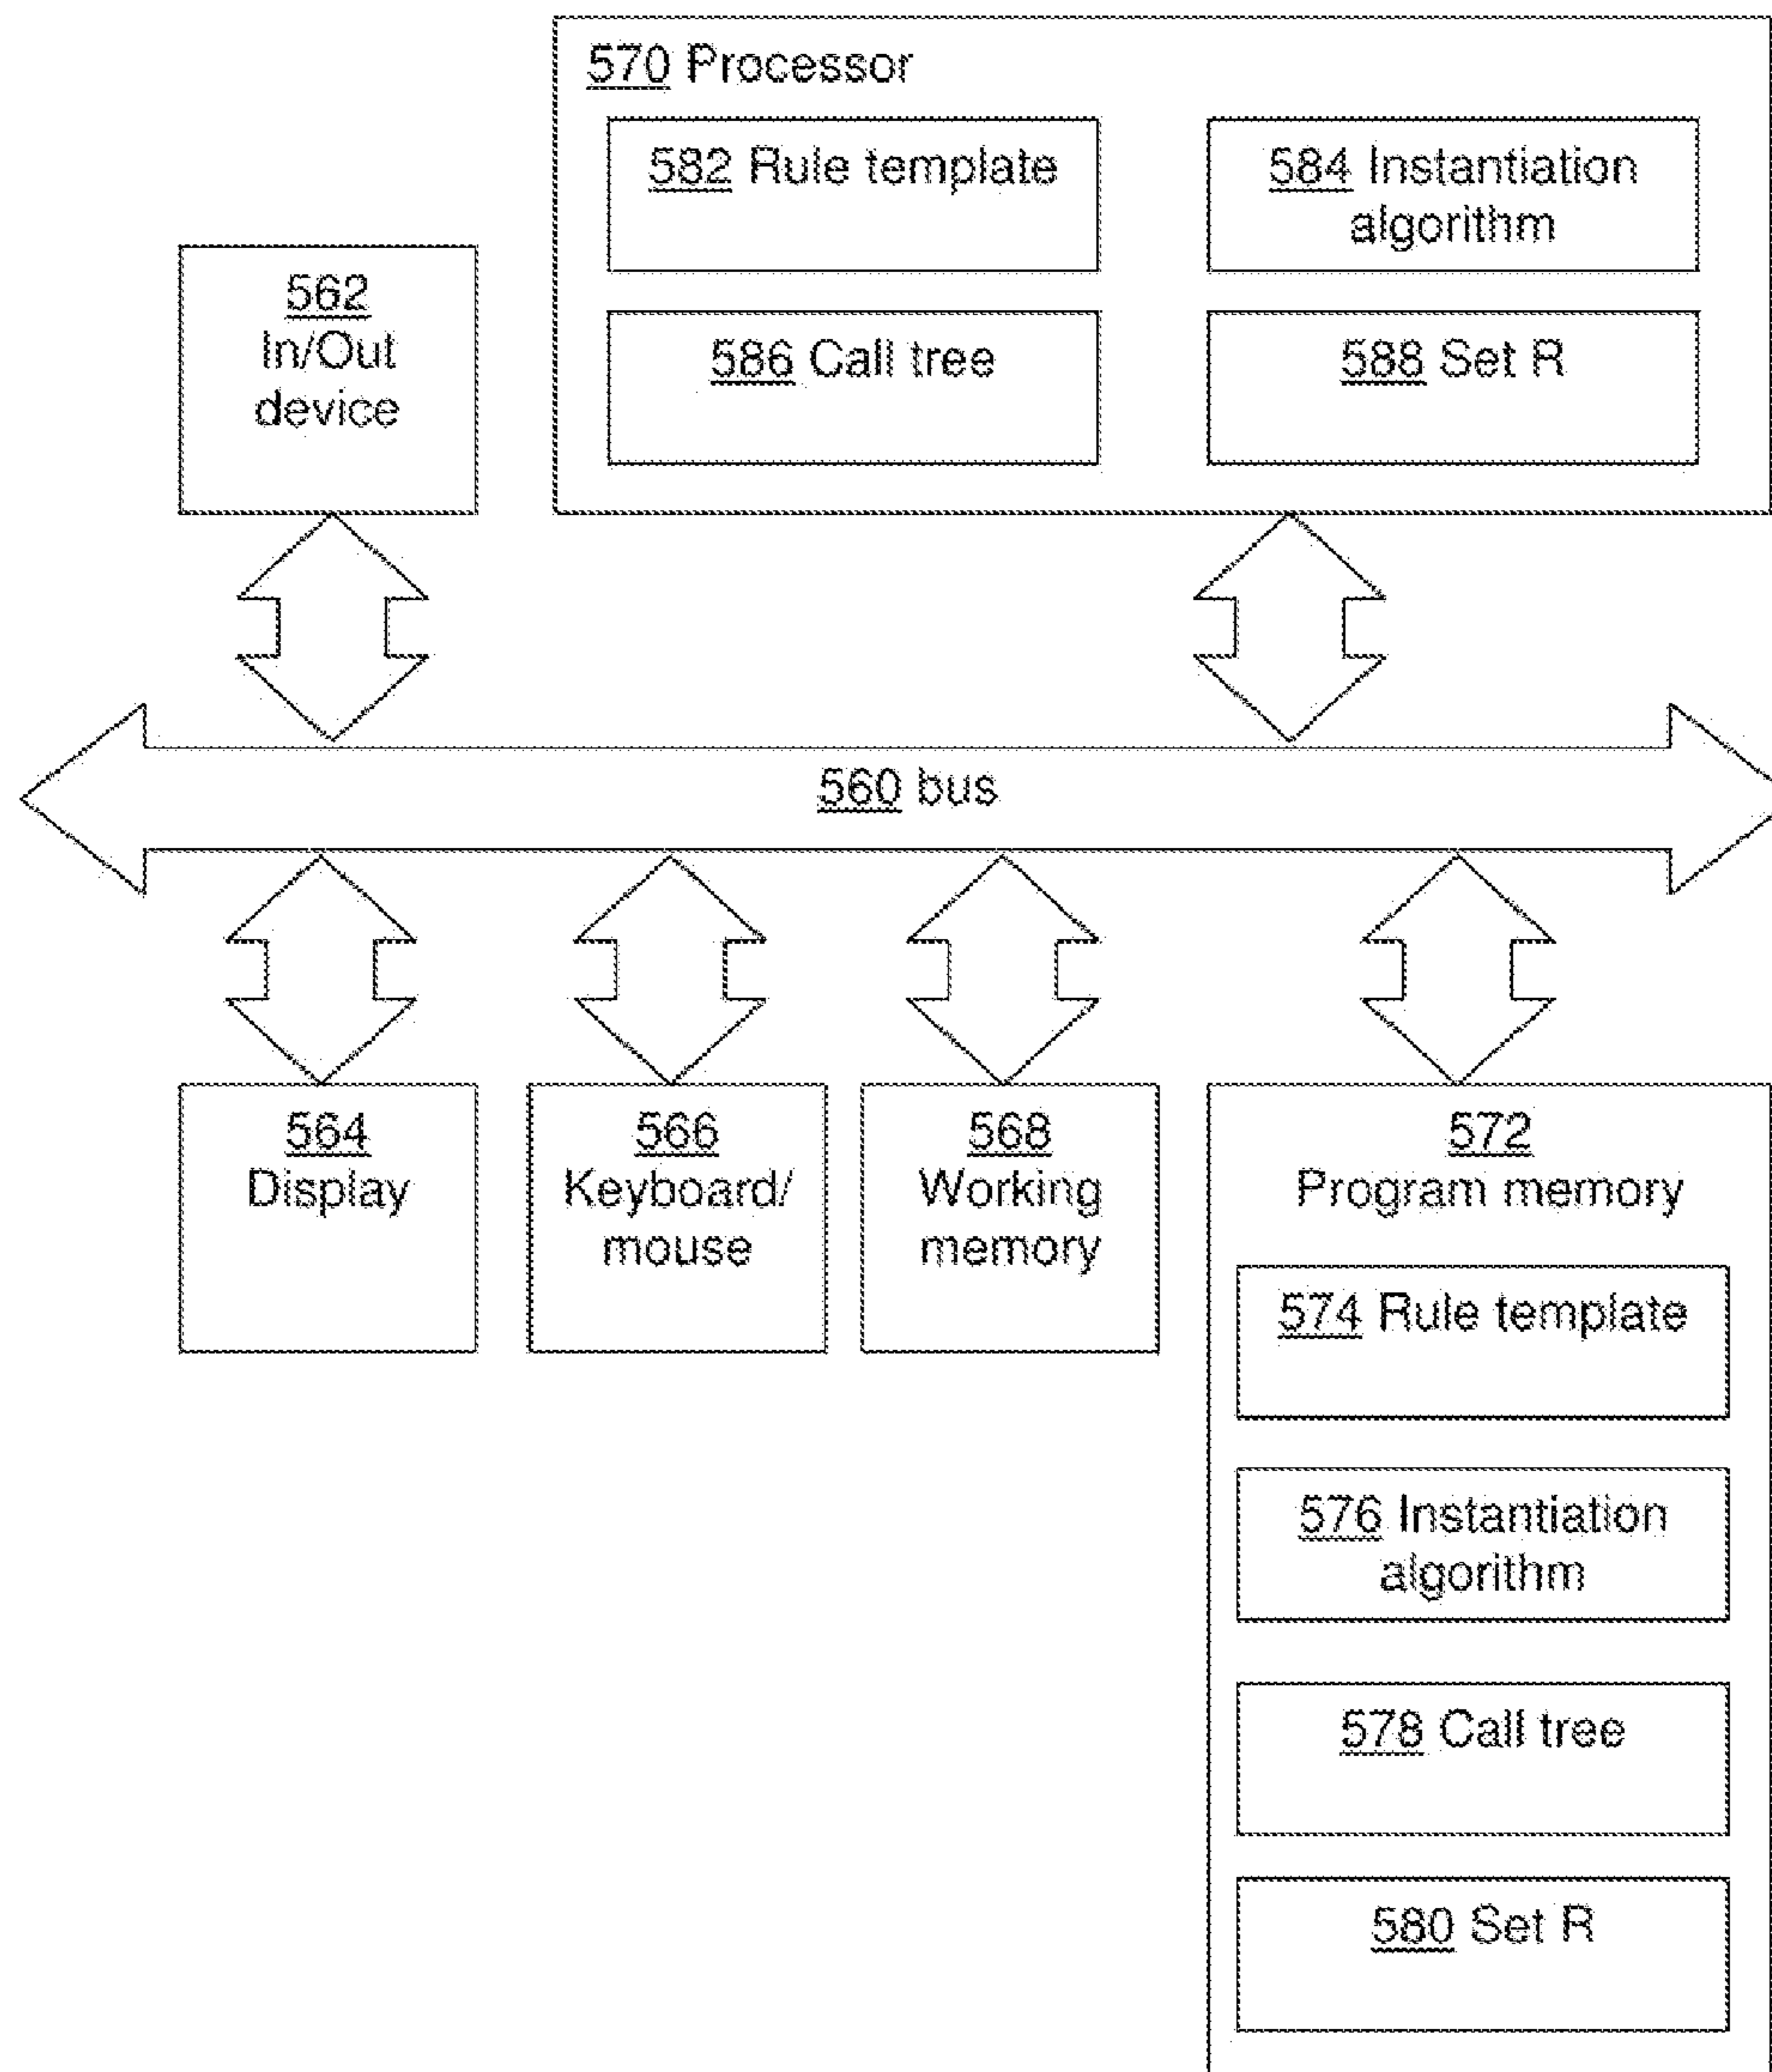 570 Processor
582 Rule template
584 Instantiation
algorithm
586 Call tree
588 Set R
562
In/Out
device
560 bus
564
Display
566
Keyboard/
mouse
568
Working
memory
572
Program memory
574 Rule template
576 Instantiation
algorithm
578 Call tree
580 Set R